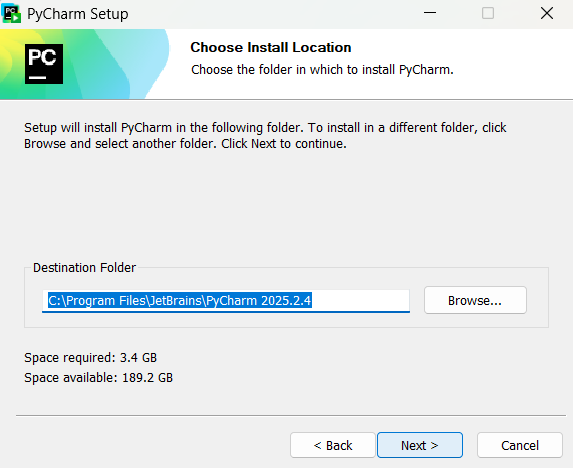 PyCharm Setup
PC
Choose Install Location
Choose the folder in which to install PyCharm.
Setup will install PyCharm in the following folder. To install in a different folder, click
Browse and select another folder. Click Next to continue.
Destination Folder
C:\Program Files\JetBrains\PyCharm 2025.2.4
Browse...
Space required: 3.4 GB
Space available: 189.2 GB
< Back
Next >
Cancel